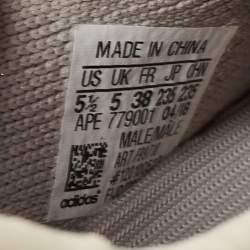 MADE IN CHINA
US UK FR JP CHN
5½ 5 38 235 235
APE 779001 04/18
MALE MALE
adidas